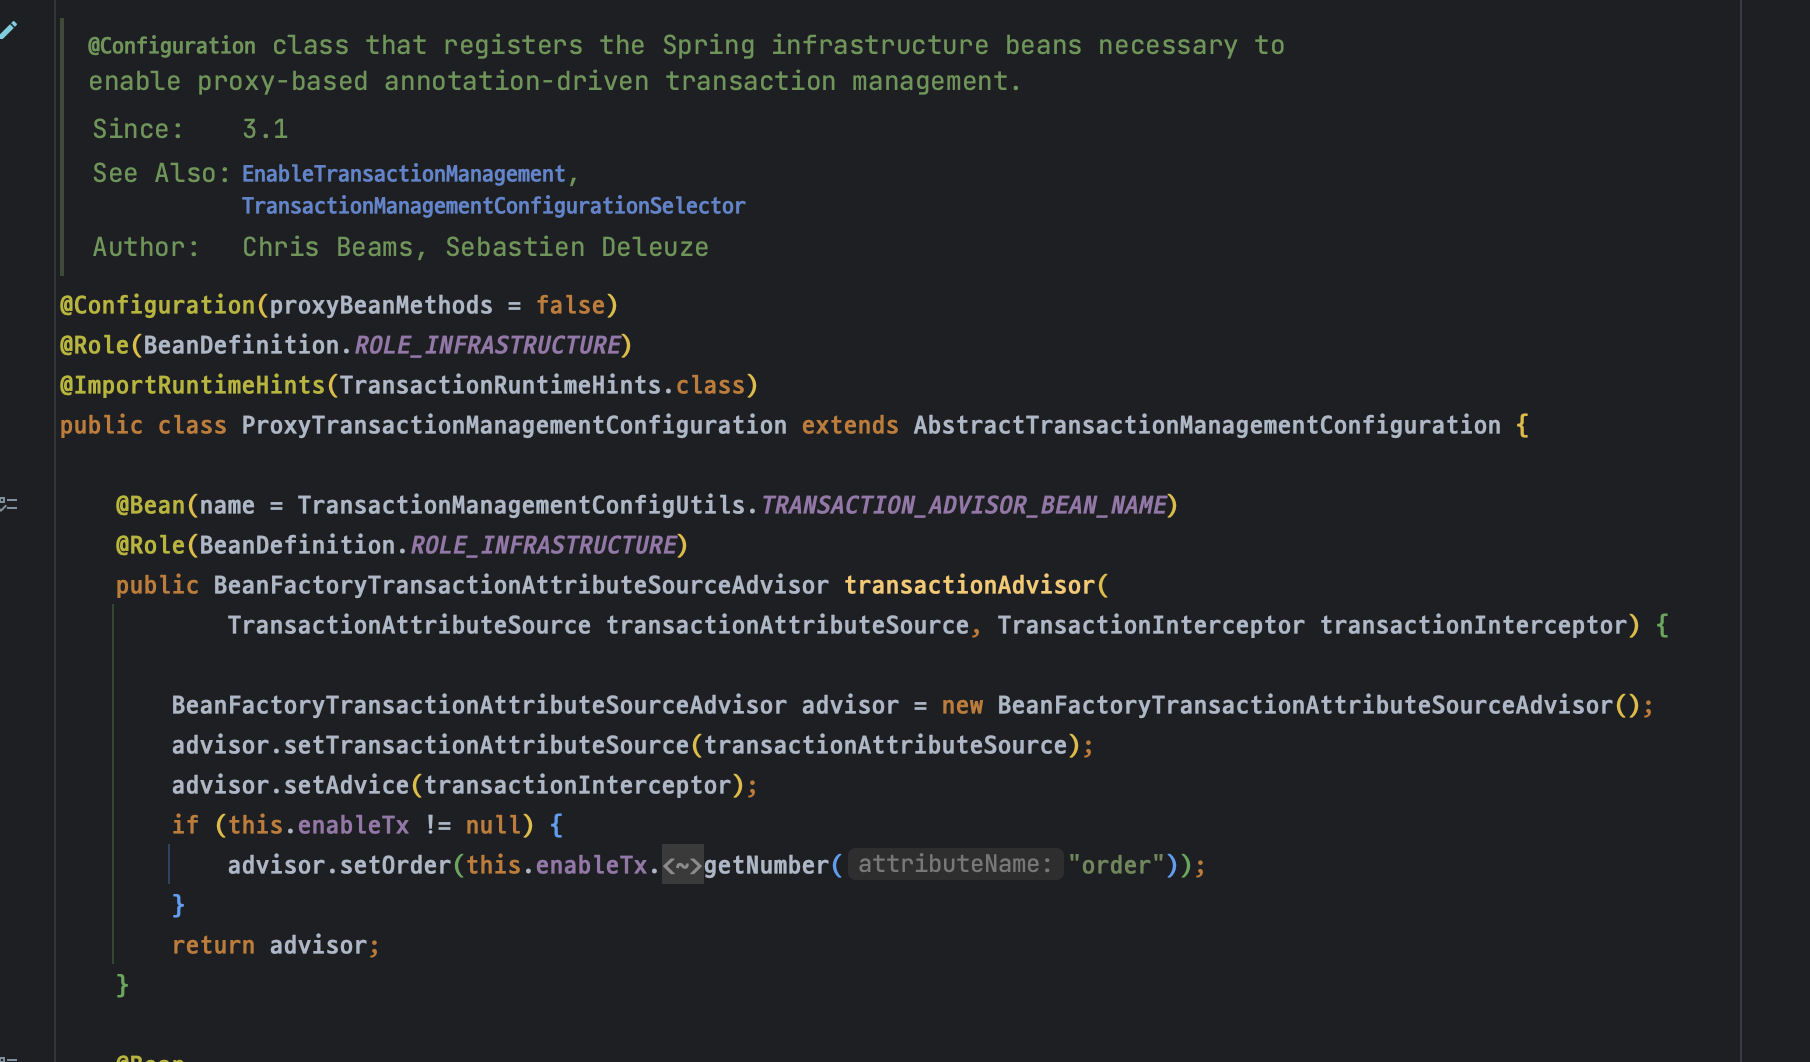 @Configuration class that registers the Spring infrastructure beans necessary to
enable proxy-based annotation-driven transaction management.
Since: 3.1
See Also: EnableTransactionManagement,
TransactionManagementConfigurationSelector
Author: Chris Beams, Sebastien Deleuze
@Configuration(proxyBeanMethods = false)
@Role(BeanDefinition.ROLE_INFRASTRUCTURE)
@ImportRuntimeHints(TransactionRuntimeHints.class)
public class ProxyTransactionManagementConfiguration extends AbstractTransactionManagementConfiguration {
@Bean(name = TransactionManagementConfigUtils.TRANSACTION_ADVISOR_BEAN_NAME)
@Role(BeanDefinition.ROLE_INFRASTRUCTURE)
public BeanFactoryTransactionAttributeSourceAdvisor transactionAdvisor(
TransactionAttributeSource transactionAttributeSource, TransactionInterceptor transactionInterceptor) {
BeanFactoryTransactionAttributeSourceAdvisor advisor = new BeanFactoryTransactionAttributeSourceAdvisor();
advisor.setTransactionAttributeSource(transactionAttributeSource);
advisor.setAdvice(transactionInterceptor);
if (this.enableTx != null) {
advisor.setOrder(this.enableTx.<~>getNumber( attributeName: "order"));
}
return advisor;
}
@Bean